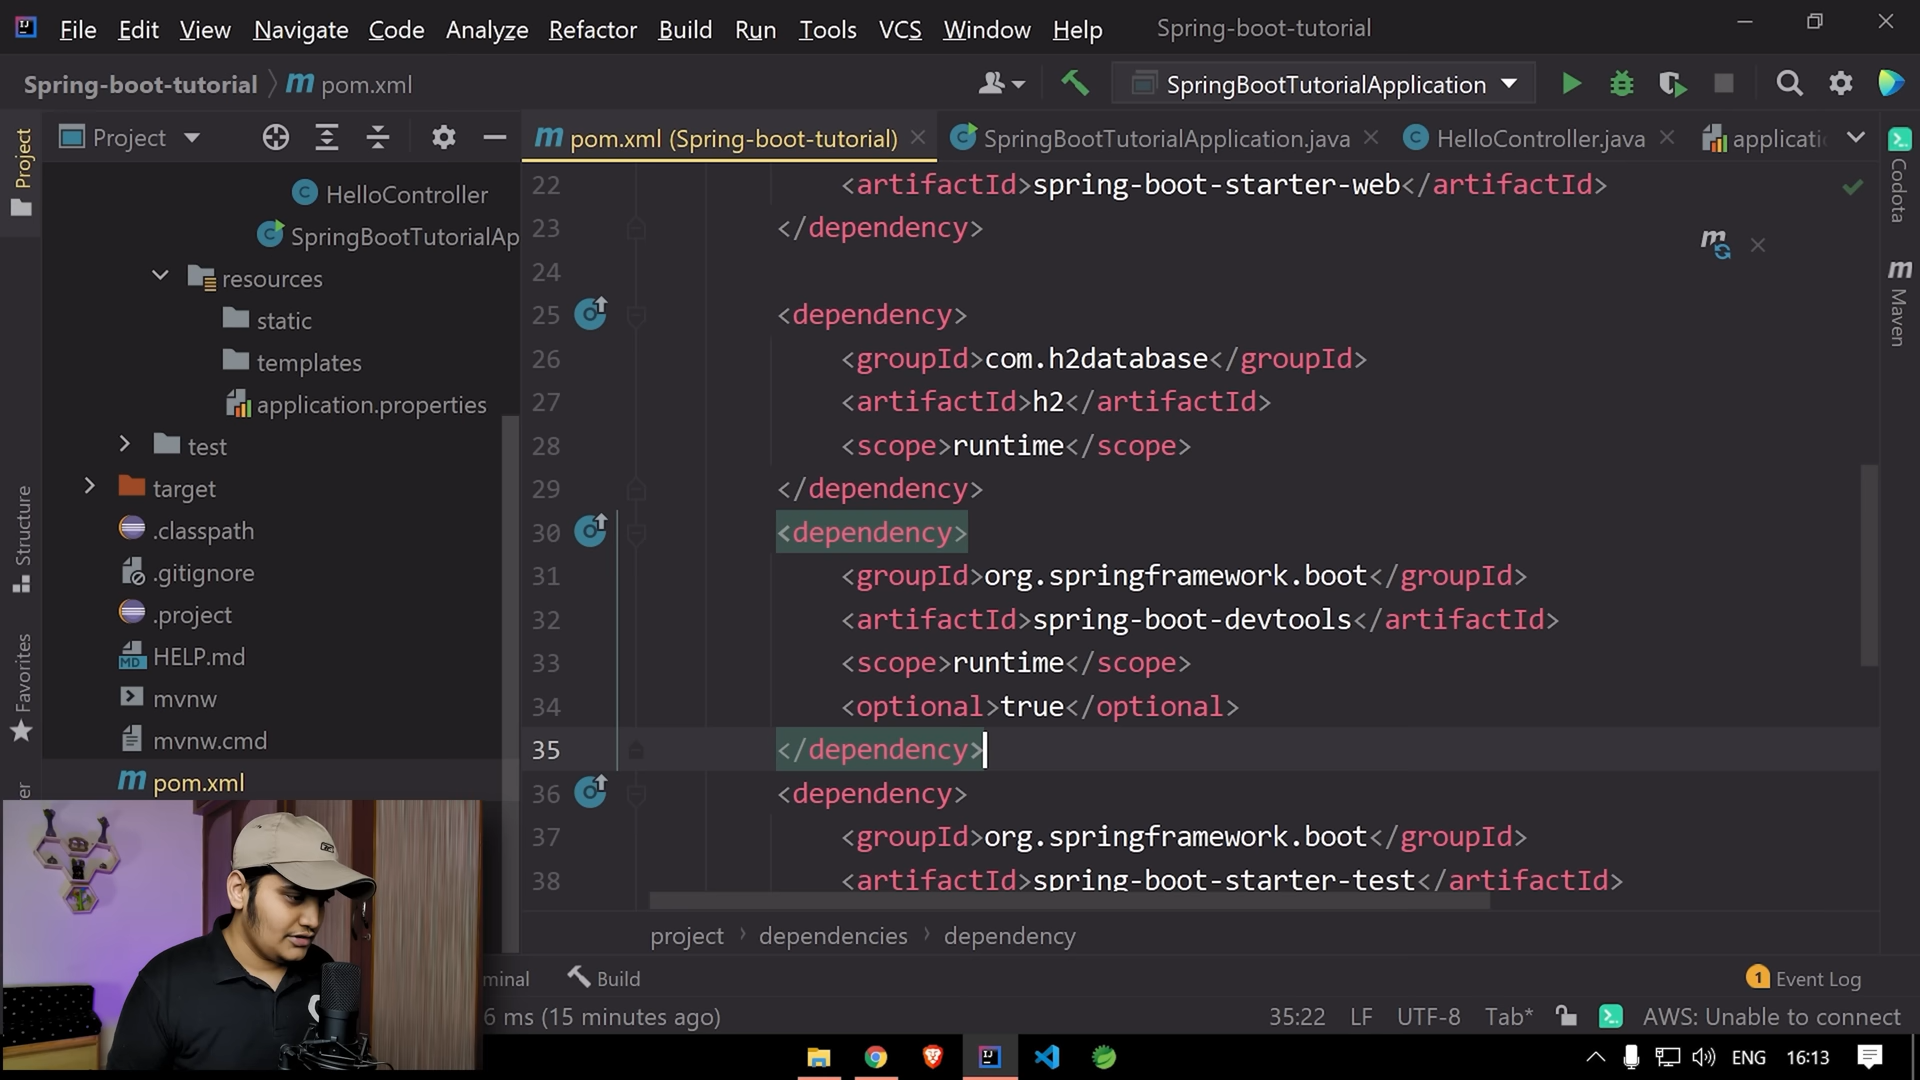 File Edit View Navigate Code Analyze Refactor Build Run Tools VCS Window Help Spring-boot-tutorial
Spring-boot-tutorial m pom.xml
SpringBootTutorialApplication
Project
m pom.xml (Spring-boot-tutorial)
SpringBootTutorialApplication.java
HelloController.java
applicati
HelloController
SpringBootTutorialAp
resources
static
templates
application.properties
test
target
.classpath
.gitignore
.project
HELP.md
mvnw
mvnw.cmd
m pom.xml
22 <artifactId>spring-boot-starter-web</artifactId>
23 </dependency>
24
25 <dependency>
26 <groupId>com.h2database</groupId>
27 <artifactId>h2</artifactId>
28 <scope>runtime</scope>
29 </dependency>
30 <dependency>
31 <groupId>org.springframework.boot</groupId>
32 <artifactId>spring-boot-devtools</artifactId>
33 <scope>runtime</scope>
34 <optional>true</optional>
35 </dependency>
36 <dependency>
37 <groupId>org.springframework.boot</groupId>
38 <artifactId>spring-boot-starter-test</artifactId>
project dependencies dependency
Project
Structure
Favorites
Codota
m Maven
minal Build
1 Event Log
6 ms (15 minutes ago)
35:22 LF UTF-8 Tab* AWS: Unable to connect
ENG 16:13